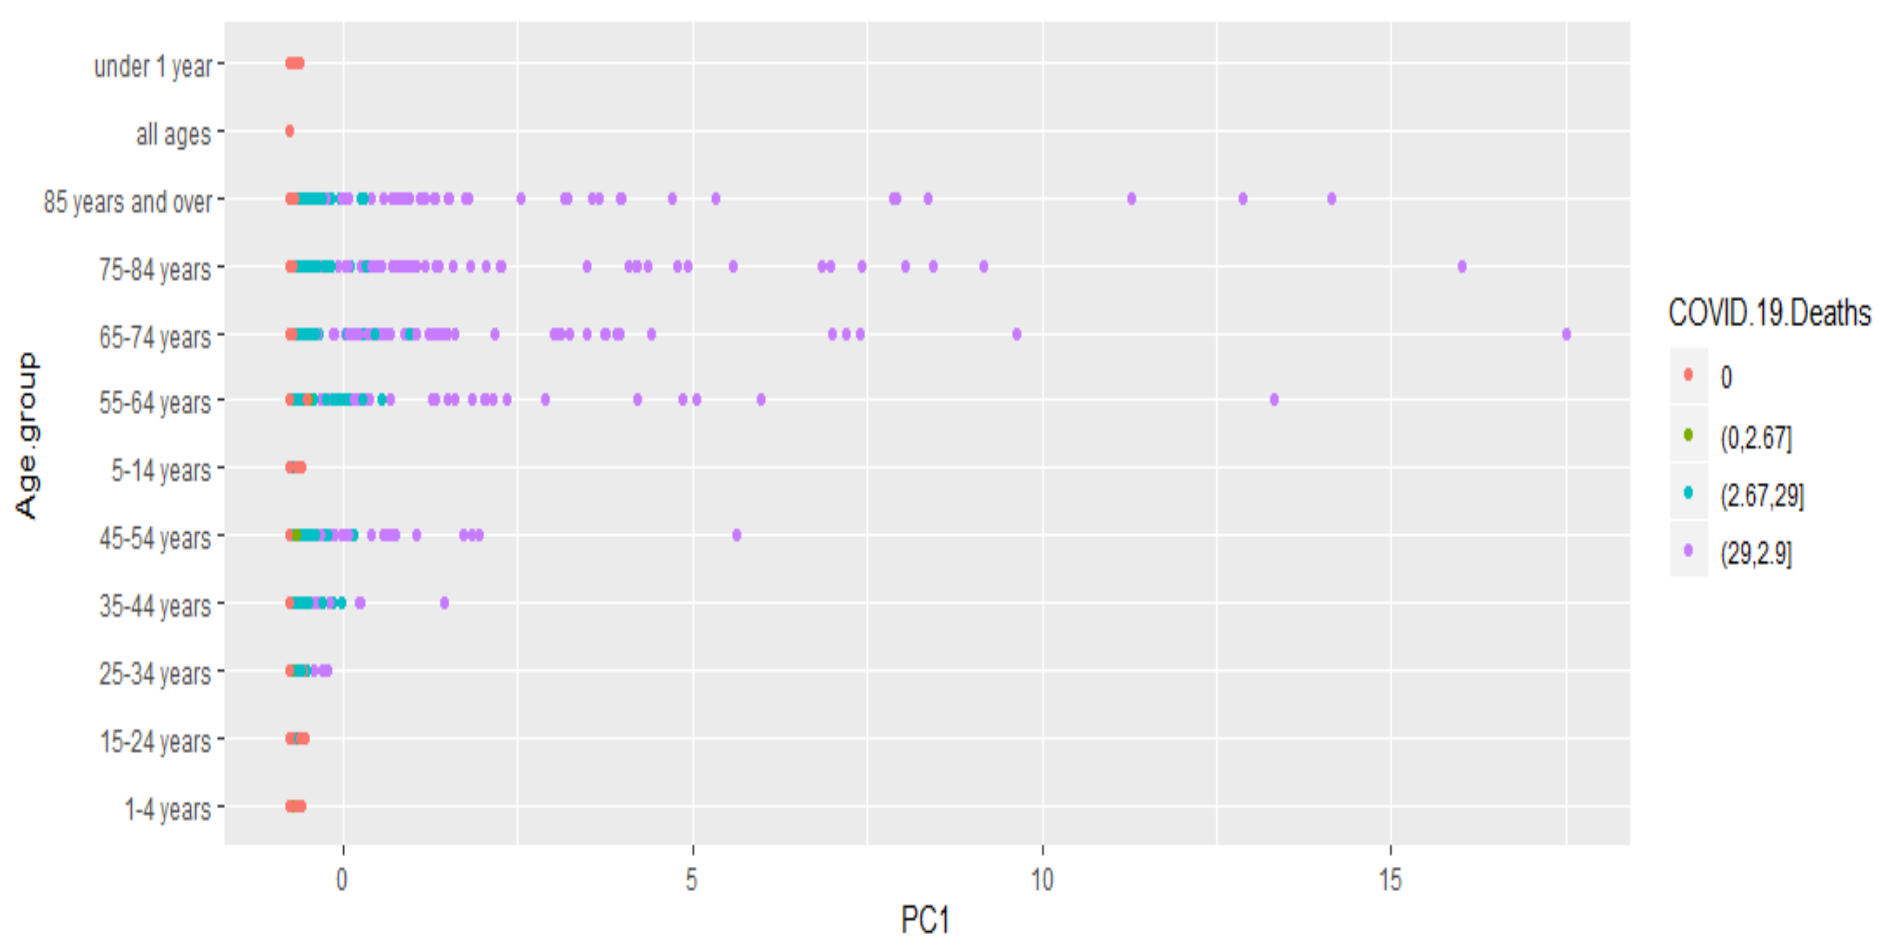 under 1 year
all ages
85 years and over
75-84 years
65-74 years
55-64 years
5-14 years
45-54 years
35-44 years
25-34 years
15-24 years
1-4 years
Age.group
0 5 10 15
PC1
COVID.19.Deaths
0
(0,2.67]
(2.67,29]
(29,2.9]